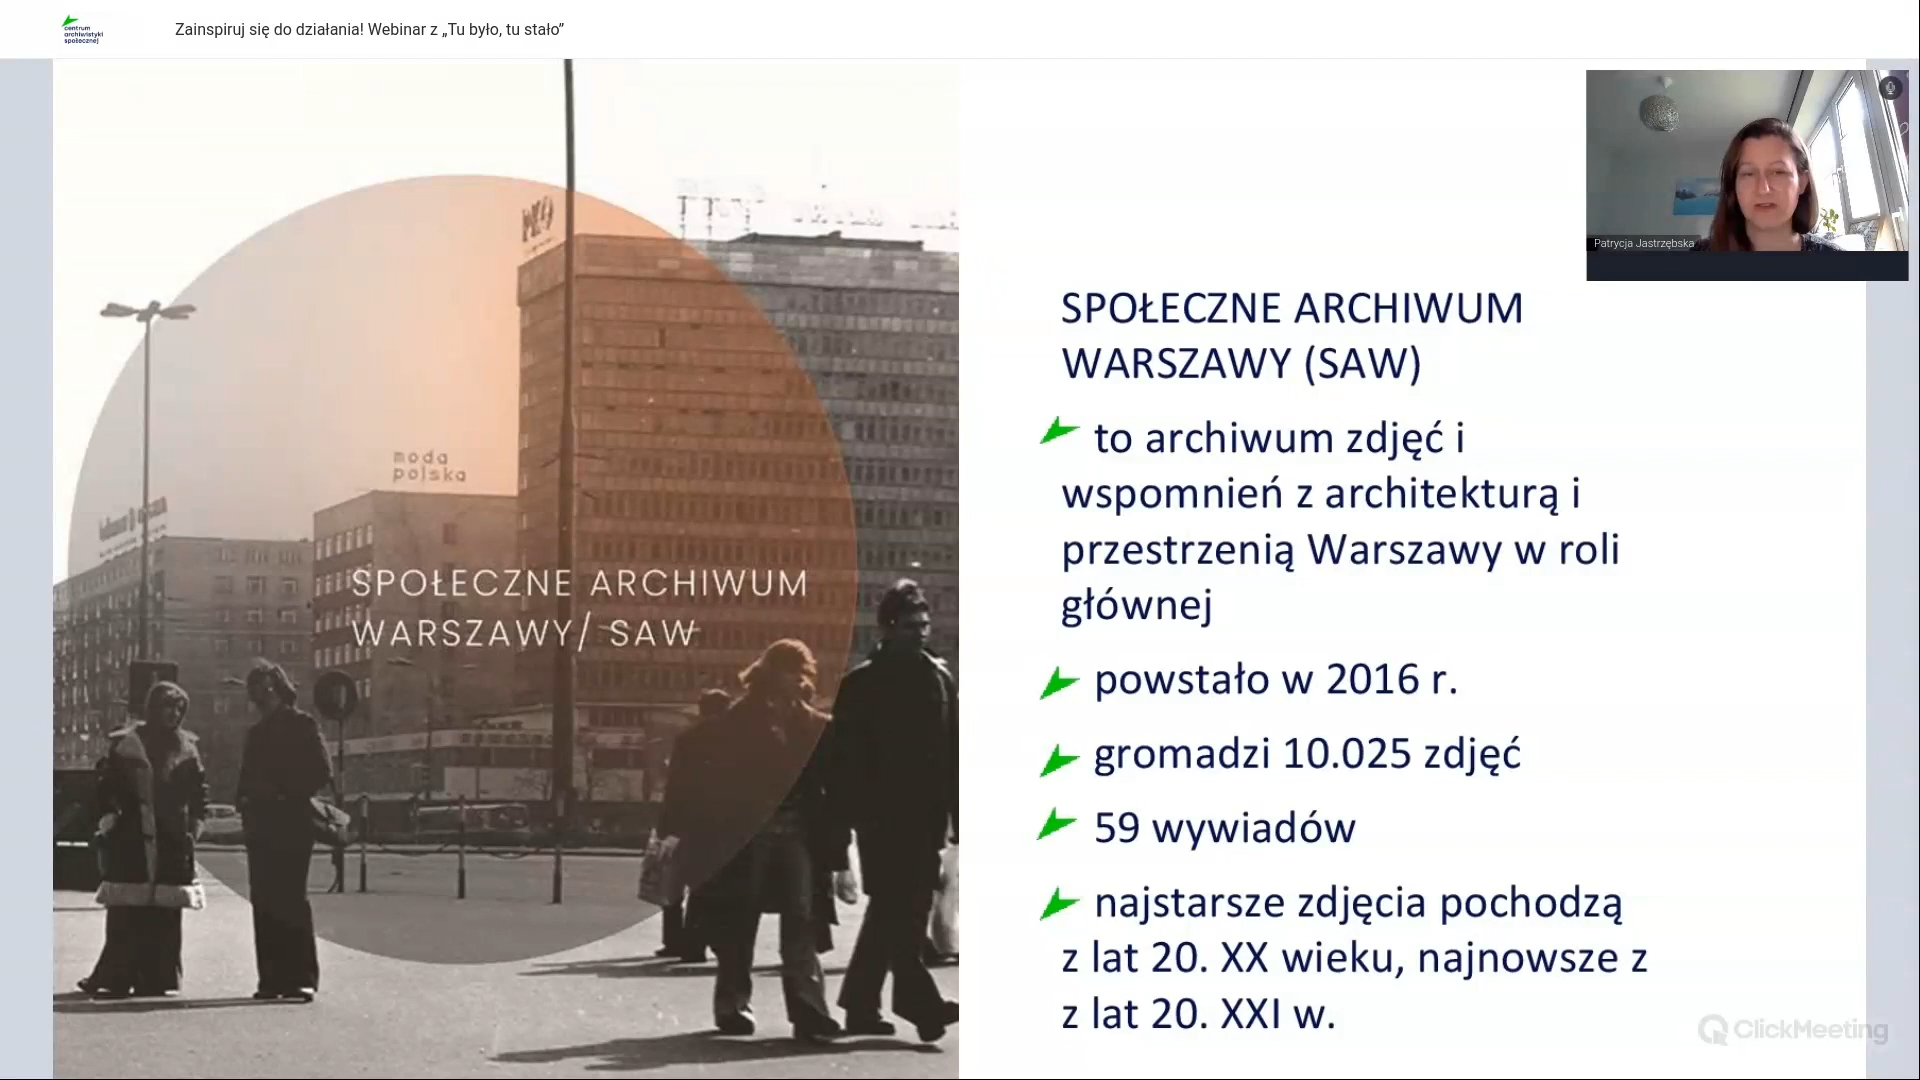 centrum
archiwistyki
społecznej
Zainspiruj się do działania! Webinar z „Tu było, tu stało”
PKO
moda
polska
SPOŁECZNE ARCHIWUM
WARSZAWY/ SAW
Patrycja Jastrzębska
SPOŁECZNE ARCHIWUM
WARSZAWY (SAW)
to archiwum zdjęć i
wspomnień z architekturą i
przestrzenią Warszawy w roli
głównej
powstało w 2016 r.
gromadzi 10.025 zdjęć
59 wywiadów
najstarsze zdjęcia pochodzą
z lat 20. XX wieku, najnowsze z
z lat 20. XXI w.
ClickMeeting